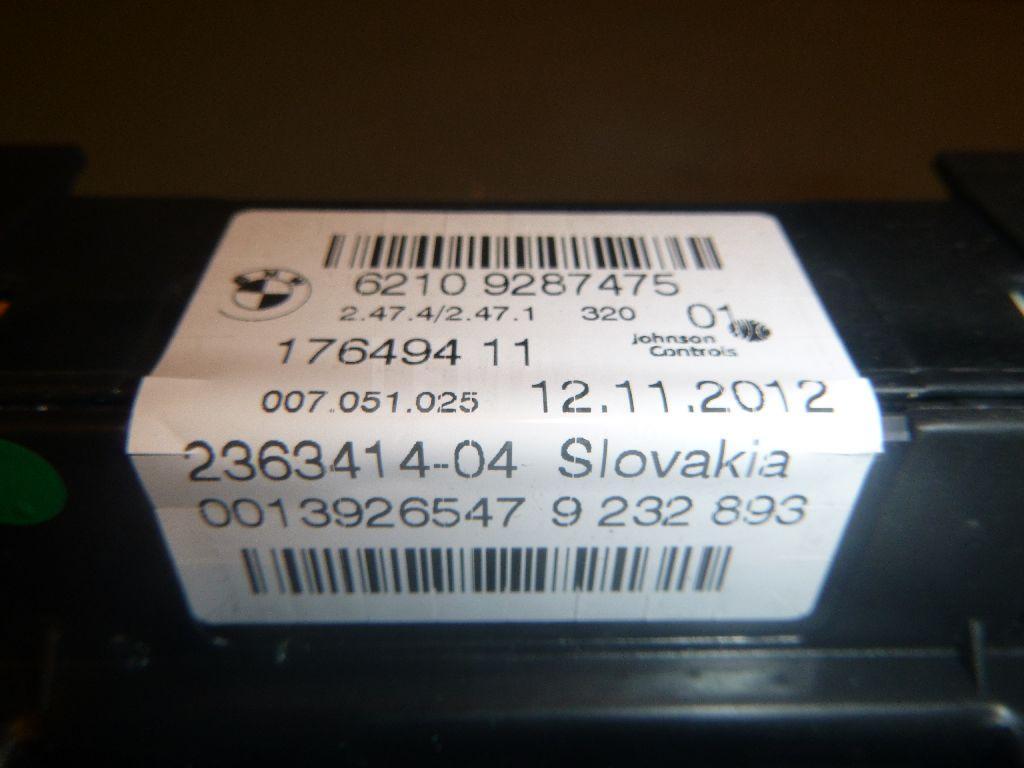 BMW
6210 9287475
2.47.4/2.47.1 320 01
Johnson
Controls
176494 11
007.051.025 12.11.2012
2363414-04 Slovakia
0013926547 9 232 893